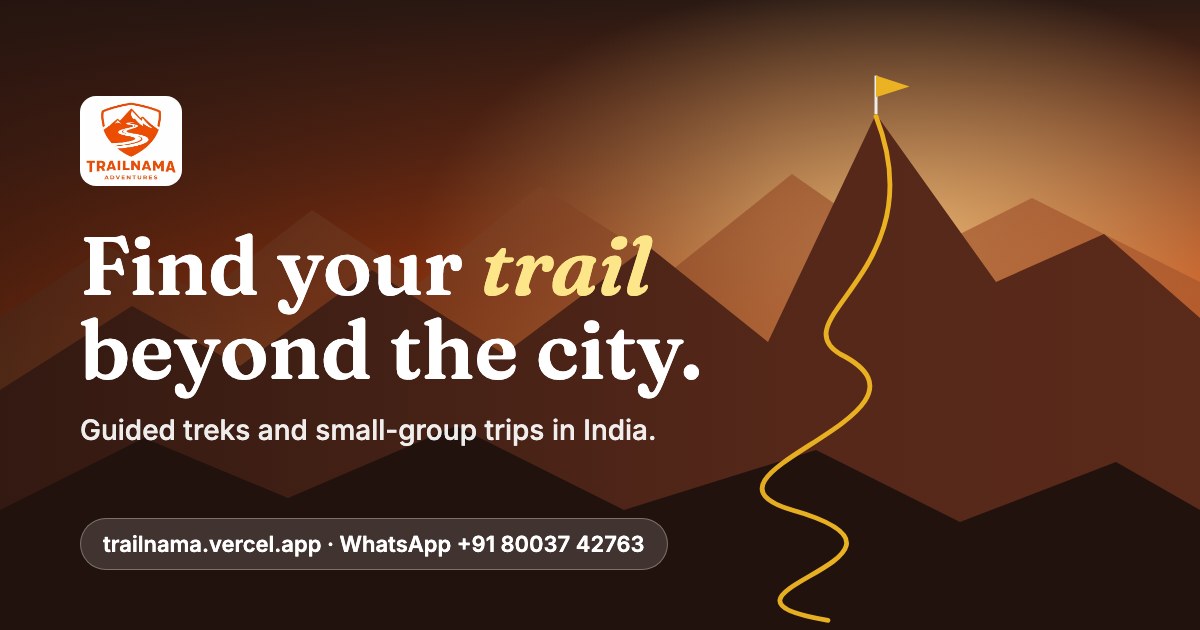 TRAILNAMA
ADVENTURES
Find your trail
beyond the city.
Guided treks and small-group trips in India.
trailnama.vercel.app · WhatsApp +91 80037 42763